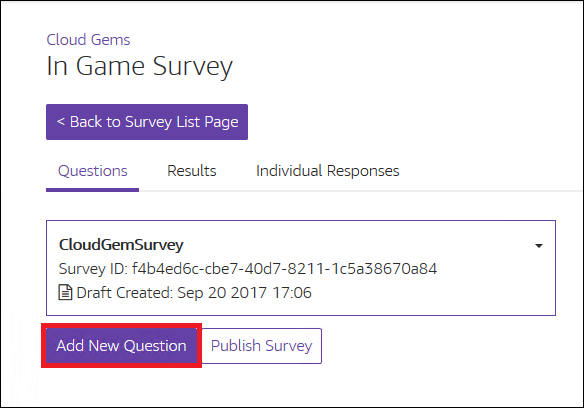 Cloud Gems
In Game Survey
< Back to Survey List Page
Questions Results Individual Responses
CloudGemSurvey
Survey ID: f4b4ed6c-cbe7-40d7-8211-1c5a38670a84
Draft Created: Sep 20 2017 17:06
Add New Question Publish Survey